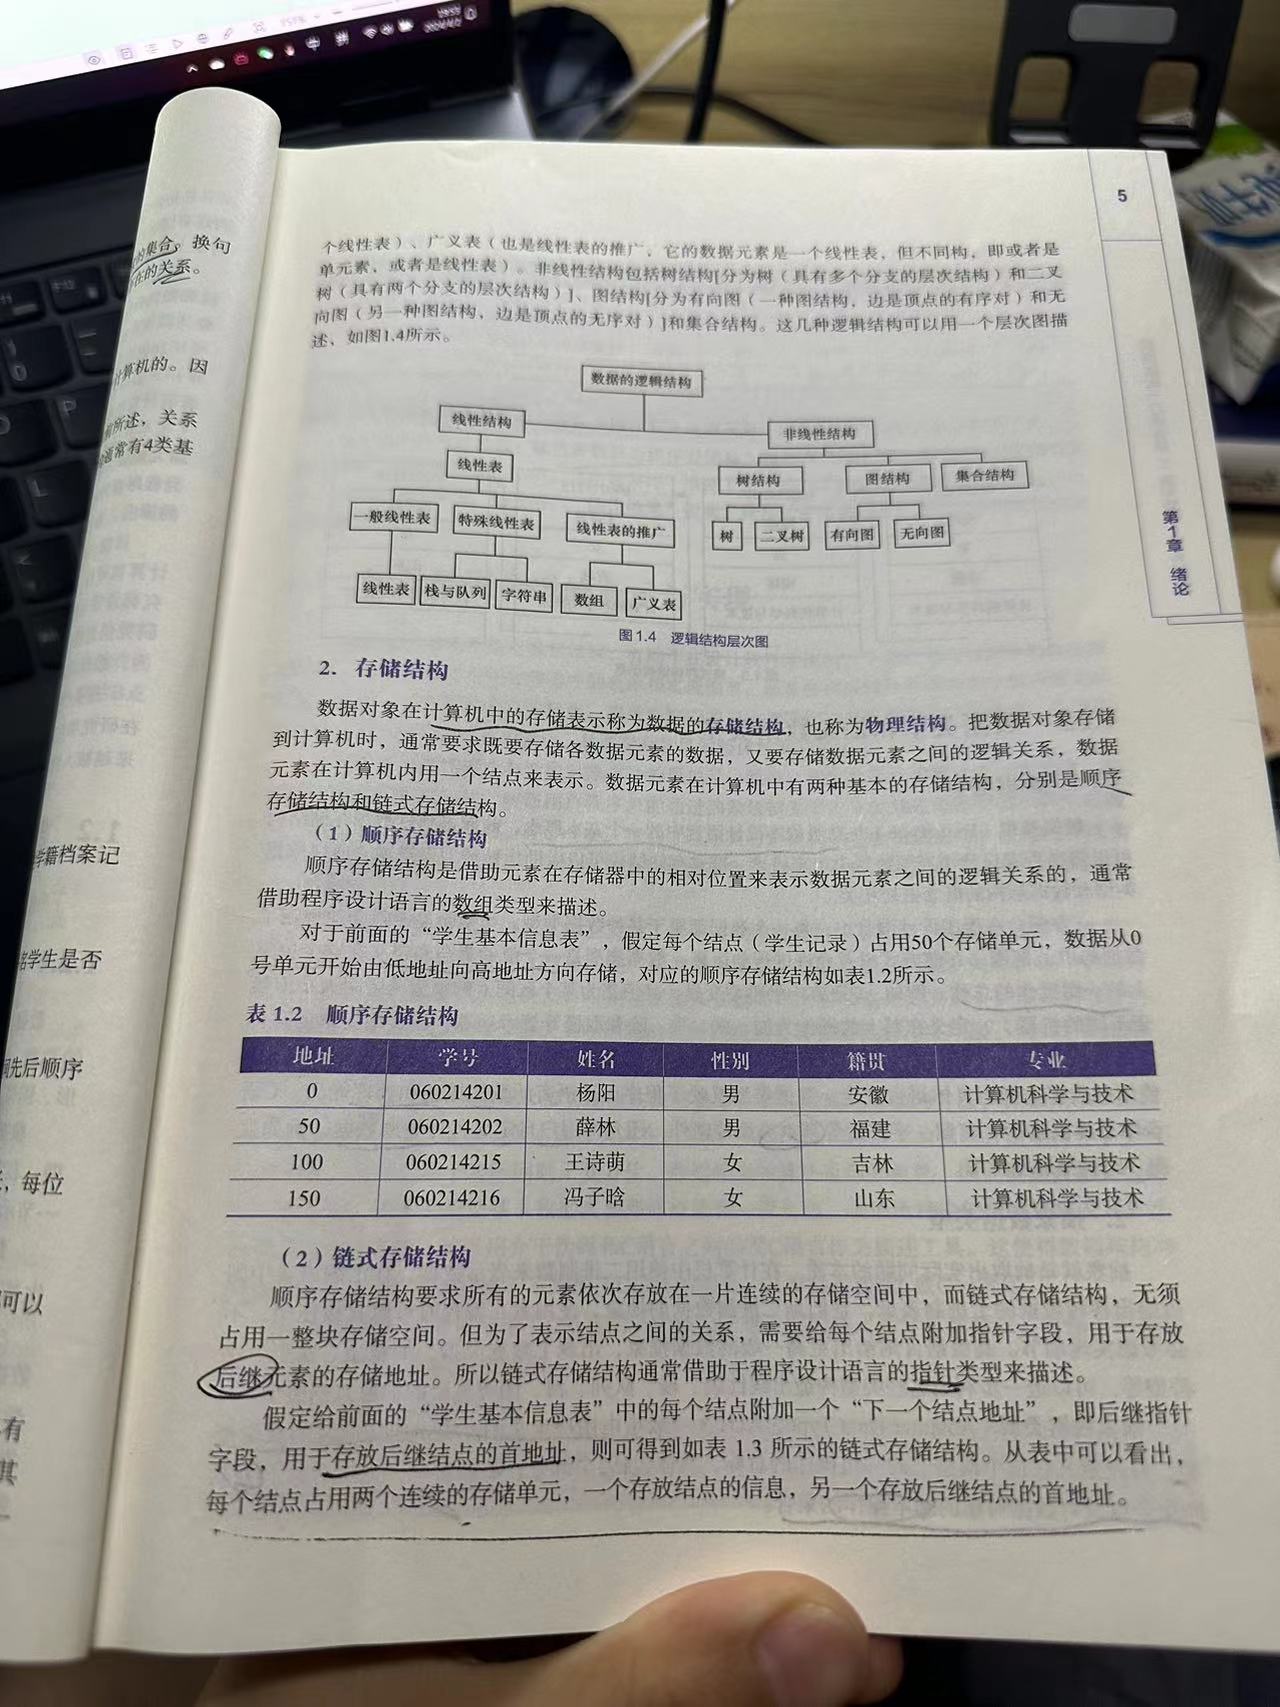 的集合。换句
在的关系。
计算机的。因
所述，关系
通常有4类基
学籍档案记
学生是否
先后顺序
，每位
可以
有
5
第1章 绪论
个线性表）、广义表（也是线性表的推广，它的数据元素是一个线性表，但不同构，即或者是
单元素，或者是线性表）。非线性结构包括树结构[分为树（具有多个分支的层次结构）和二叉
树（具有两个分支的层次结构）]、图结构[分为有向图（一种图结构，边是顶点的有序对）和无
向图（另一种图结构，边是顶点的无序对）]和集合结构。这几种逻辑结构可以用一个层次图描
述，如图1.4所示。
数据的逻辑结构
线性结构
非线性结构
线性表
树结构
图结构
集合结构
一般线性表
特殊线性表
线性表的推广
树
二叉树
有向图
无向图
线性表
栈与队列
字符串
数组
广义表
图1.4 逻辑结构层次图
2. 存储结构
数据对象在计算机中的存储表示称为数据的存储结构，也称为物理结构。把数据对象存储
到计算机时，通常要求既要存储各数据元素的数据，又要存储数据元素之间的逻辑关系，数据
元素在计算机内用一个结点来表示。数据元素在计算机中有两种基本的存储结构，分别是顺序
存储结构和链式存储结构。
（1）顺序存储结构
顺序存储结构是借助元素在存储器中的相对位置来表示数据元素之间的逻辑关系的，通常
借助程序设计语言的数组类型来描述。
对于前面的“学生基本信息表”，假定每个结点（学生记录）占用50个存储单元，数据从0
号单元开始由低地址向高地址方向存储，对应的顺序存储结构如表1.2所示。
表 1.2 顺序存储结构
地址 学号 姓名 性别 籍贯 专业
0 060214201 杨阳 男 安徽 计算机科学与技术
50 060214202 薛林 男 福建 计算机科学与技术
100 060214215 王诗萌 女 吉林 计算机科学与技术
150 060214216 冯子晗 女 山东 计算机科学与技术
（2）链式存储结构
顺序存储结构要求所有的元素依次存放在一片连续的存储空间中，而链式存储结构，无须
占用一整块存储空间。但为了表示结点之间的关系，需要给每个结点附加指针字段，用于存放
后继元素的存储地址。所以链式存储结构通常借助于程序设计语言的指针类型来描述。
假定给前面的“学生基本信息表”中的每个结点附加一个“下一个结点地址”，即后继指针
字段，用于存放后继结点的首地址，则可得到如表 1.3 所示的链式存储结构。从表中可以看出，
每个结点占用两个连续的存储单元，一个存放结点的信息，另一个存放后继结点的首地址。